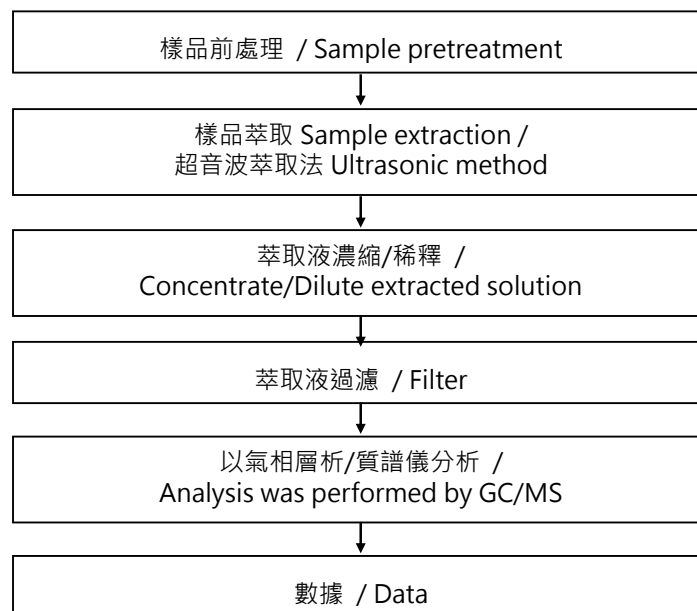 樣品前處理 / Sample pretreatment
樣品萃取 Sample extraction /
超音波萃取法 Ultrasonic method
萃取液濃縮/稀釋 /
Concentrate/Dilute extracted solution
萃取液過濾 / Filter
以氣相層析/質譜儀分析 /
Analysis was performed by GC/MS
數據 / Data